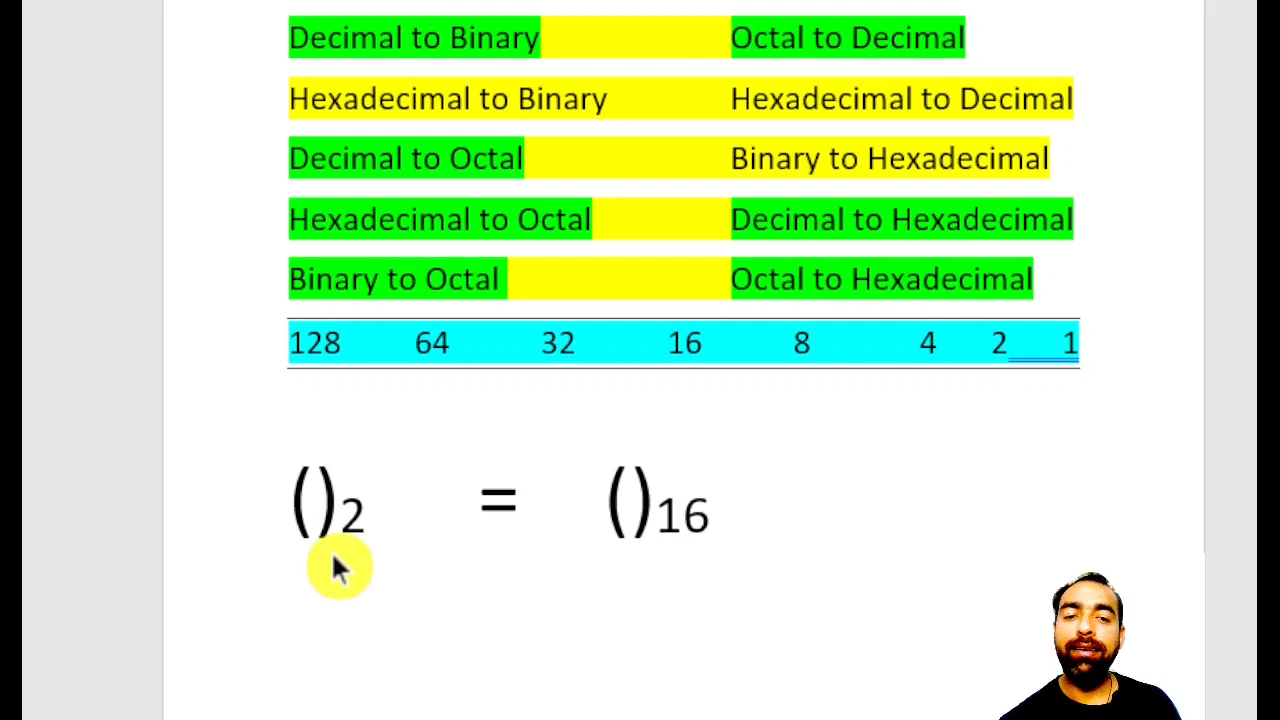 Decimal to Binary Octal to Decimal
Hexadecimal to Binary Hexadecimal to Decimal
Decimal to Octal Binary to Hexadecimal
Hexadecimal to Octal Decimal to Hexadecimal
Binary to Octal Octal to Hexadecimal
128 64 32 16 8 4 2 1
()2 = ()16